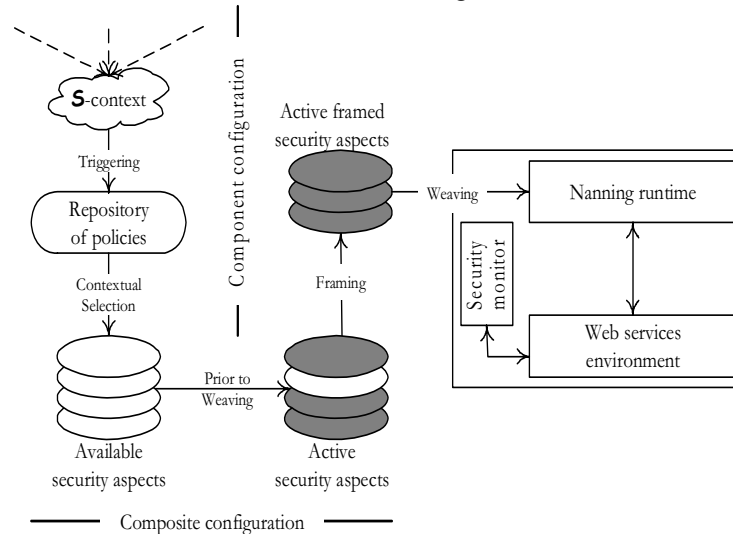 S-context
Triggering
Repository
of policies
Contextual
Selection
Available
security aspects
Component configuration
Prior to
Weaving
Active framed
security aspects
Framing
Active
security aspects
Weaving
Nanning runtime
Security
monitor
Web services
environment
Composite configuration